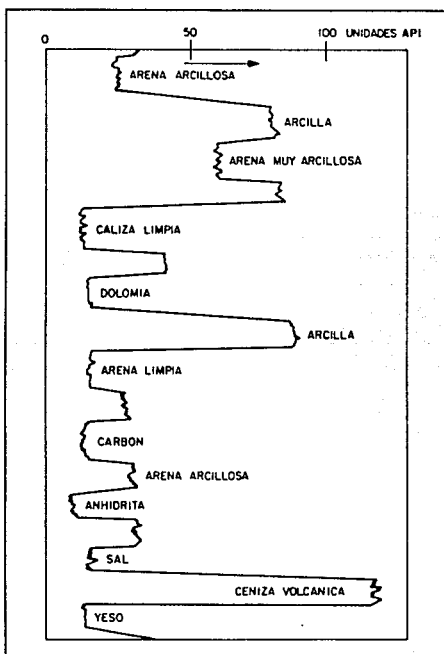 0 50 100 UNIDADES API
ARENA ARCILLOSA
ARCILLA
ARENA MUY ARCILLOSA
CALIZA LIMPIA
DOLOMIA
ARCILLA
ARENA LIMPIA
CARBON
ARENA ARCILLOSA
ANHIDRITA
SAL
CENIZA VOLCANICA
YESO